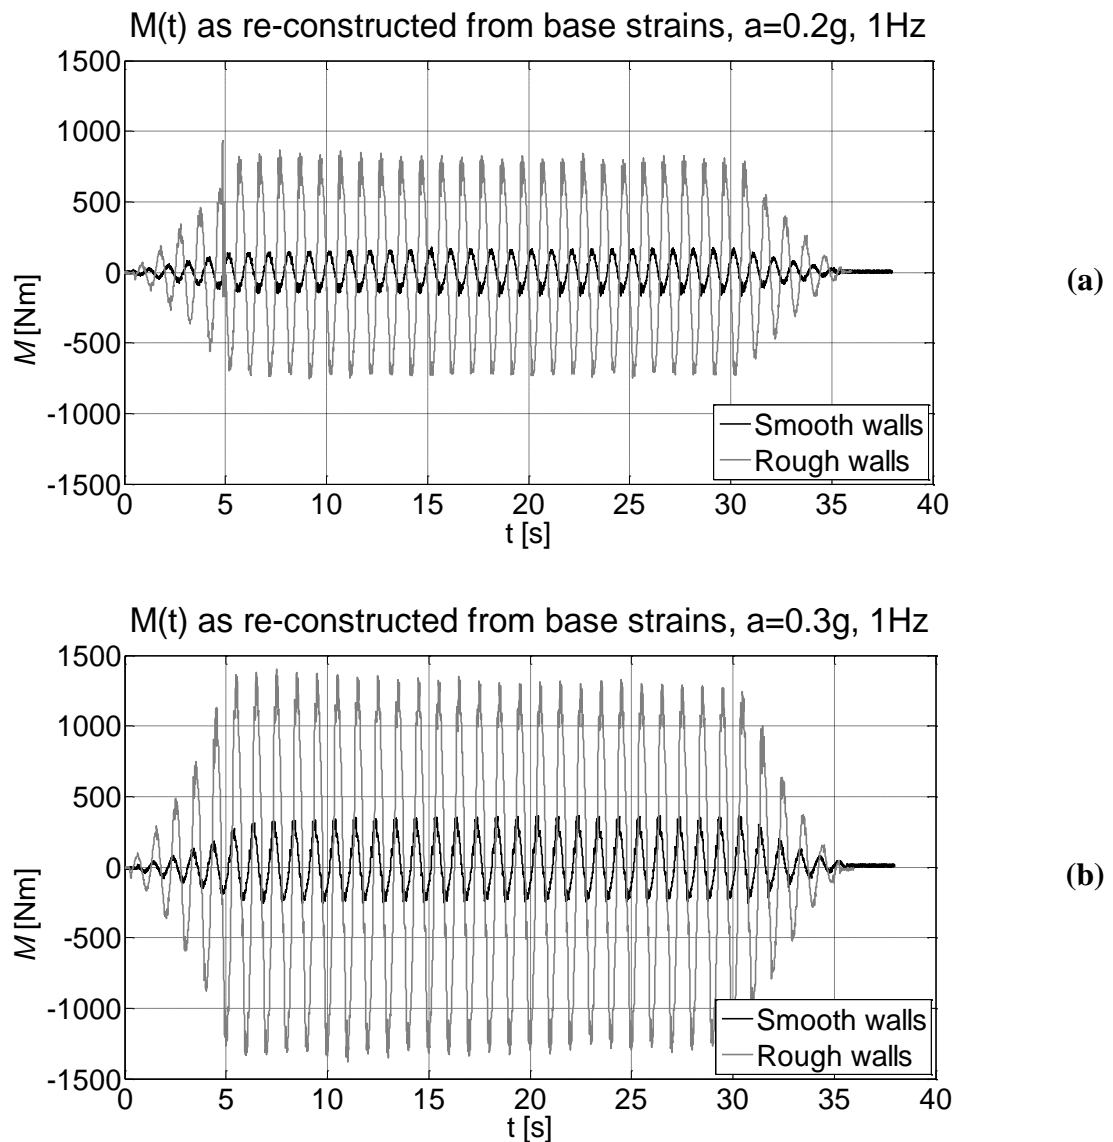 M(t) as re-constructed from base strains, a=0.2g, 1Hz
1500
1000
500
0
-500
-1000
-1500
M [Nm]
Smooth walls
Rough walls
0 5 10 15 20 25 30 35 40
t [s]
(a)
M(t) as re-constructed from base strains, a=0.3g, 1Hz
1500
1000
500
0
-500
-1000
-1500
M [Nm]
Smooth walls
Rough walls
0 5 10 15 20 25 30 35 40
t [s]
(b)